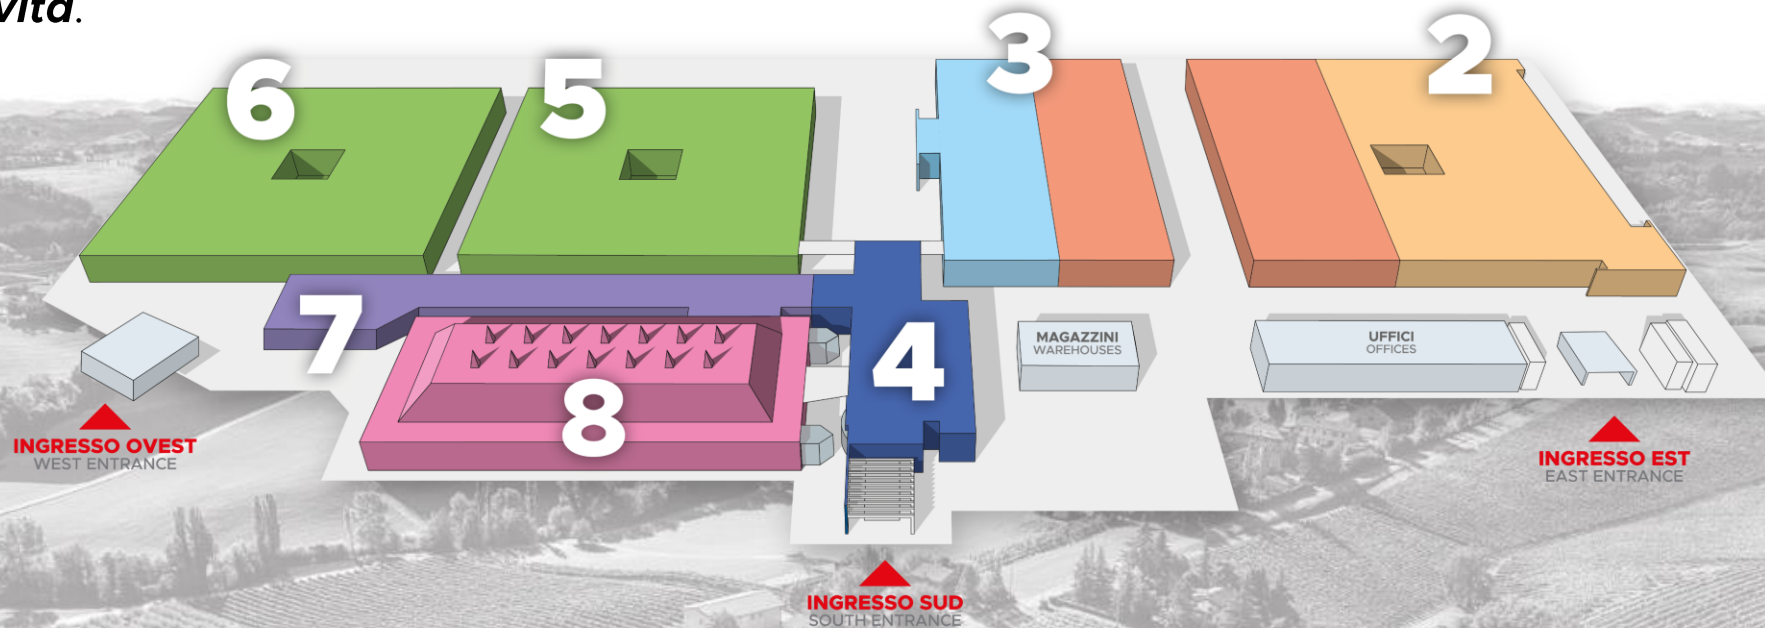 vita.
6
5
3
2
7
8
4
MAGAZZINI
WAREHOUSES
UFFICI
OFFICES
INGRESSO OVEST
WEST ENTRANCE
INGRESSO EST
EAST ENTRANCE
INGRESSO SUD
SOUTH ENTRANCE